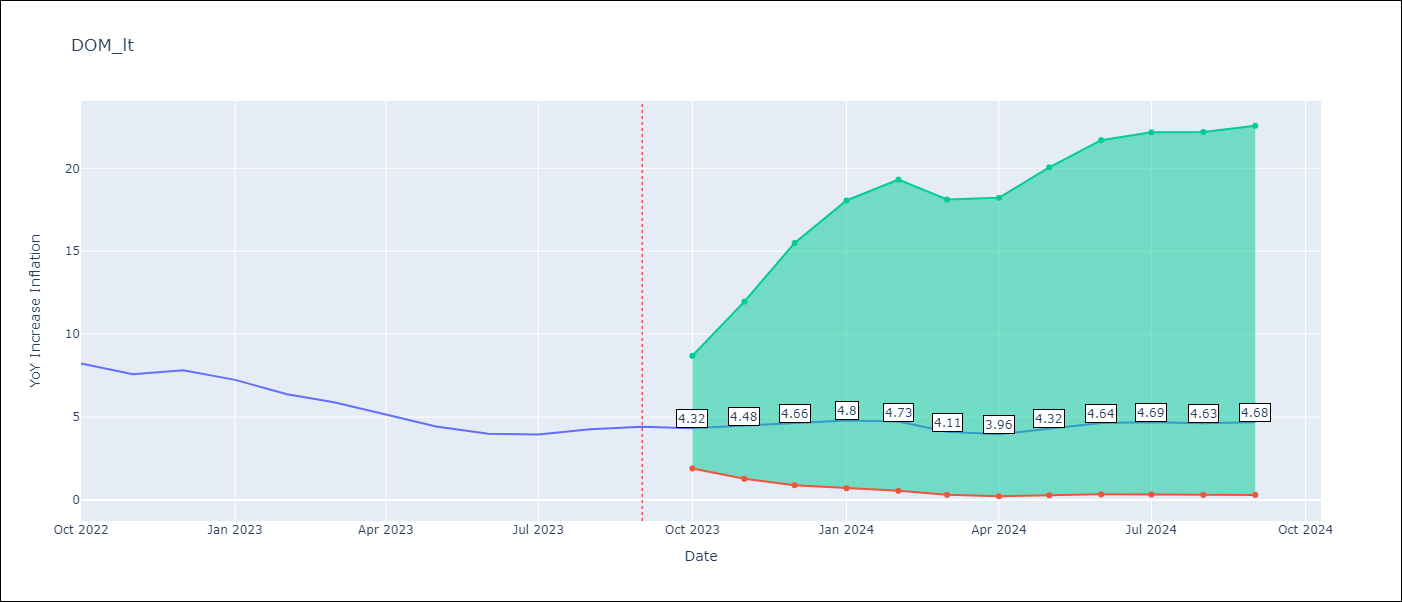 DOM_lt
YoY Increase Inflation
20
15
10
5
0
4.32
4.48
4.66
4.8
4.73
4.11
3.96
4.32
4.64
4.69
4.63
4.68
Oct 2022
Jan 2023
Apr 2023
Jul 2023
Oct 2023
Jan 2024
Apr 2024
Jul 2024
Oct 2024
Date